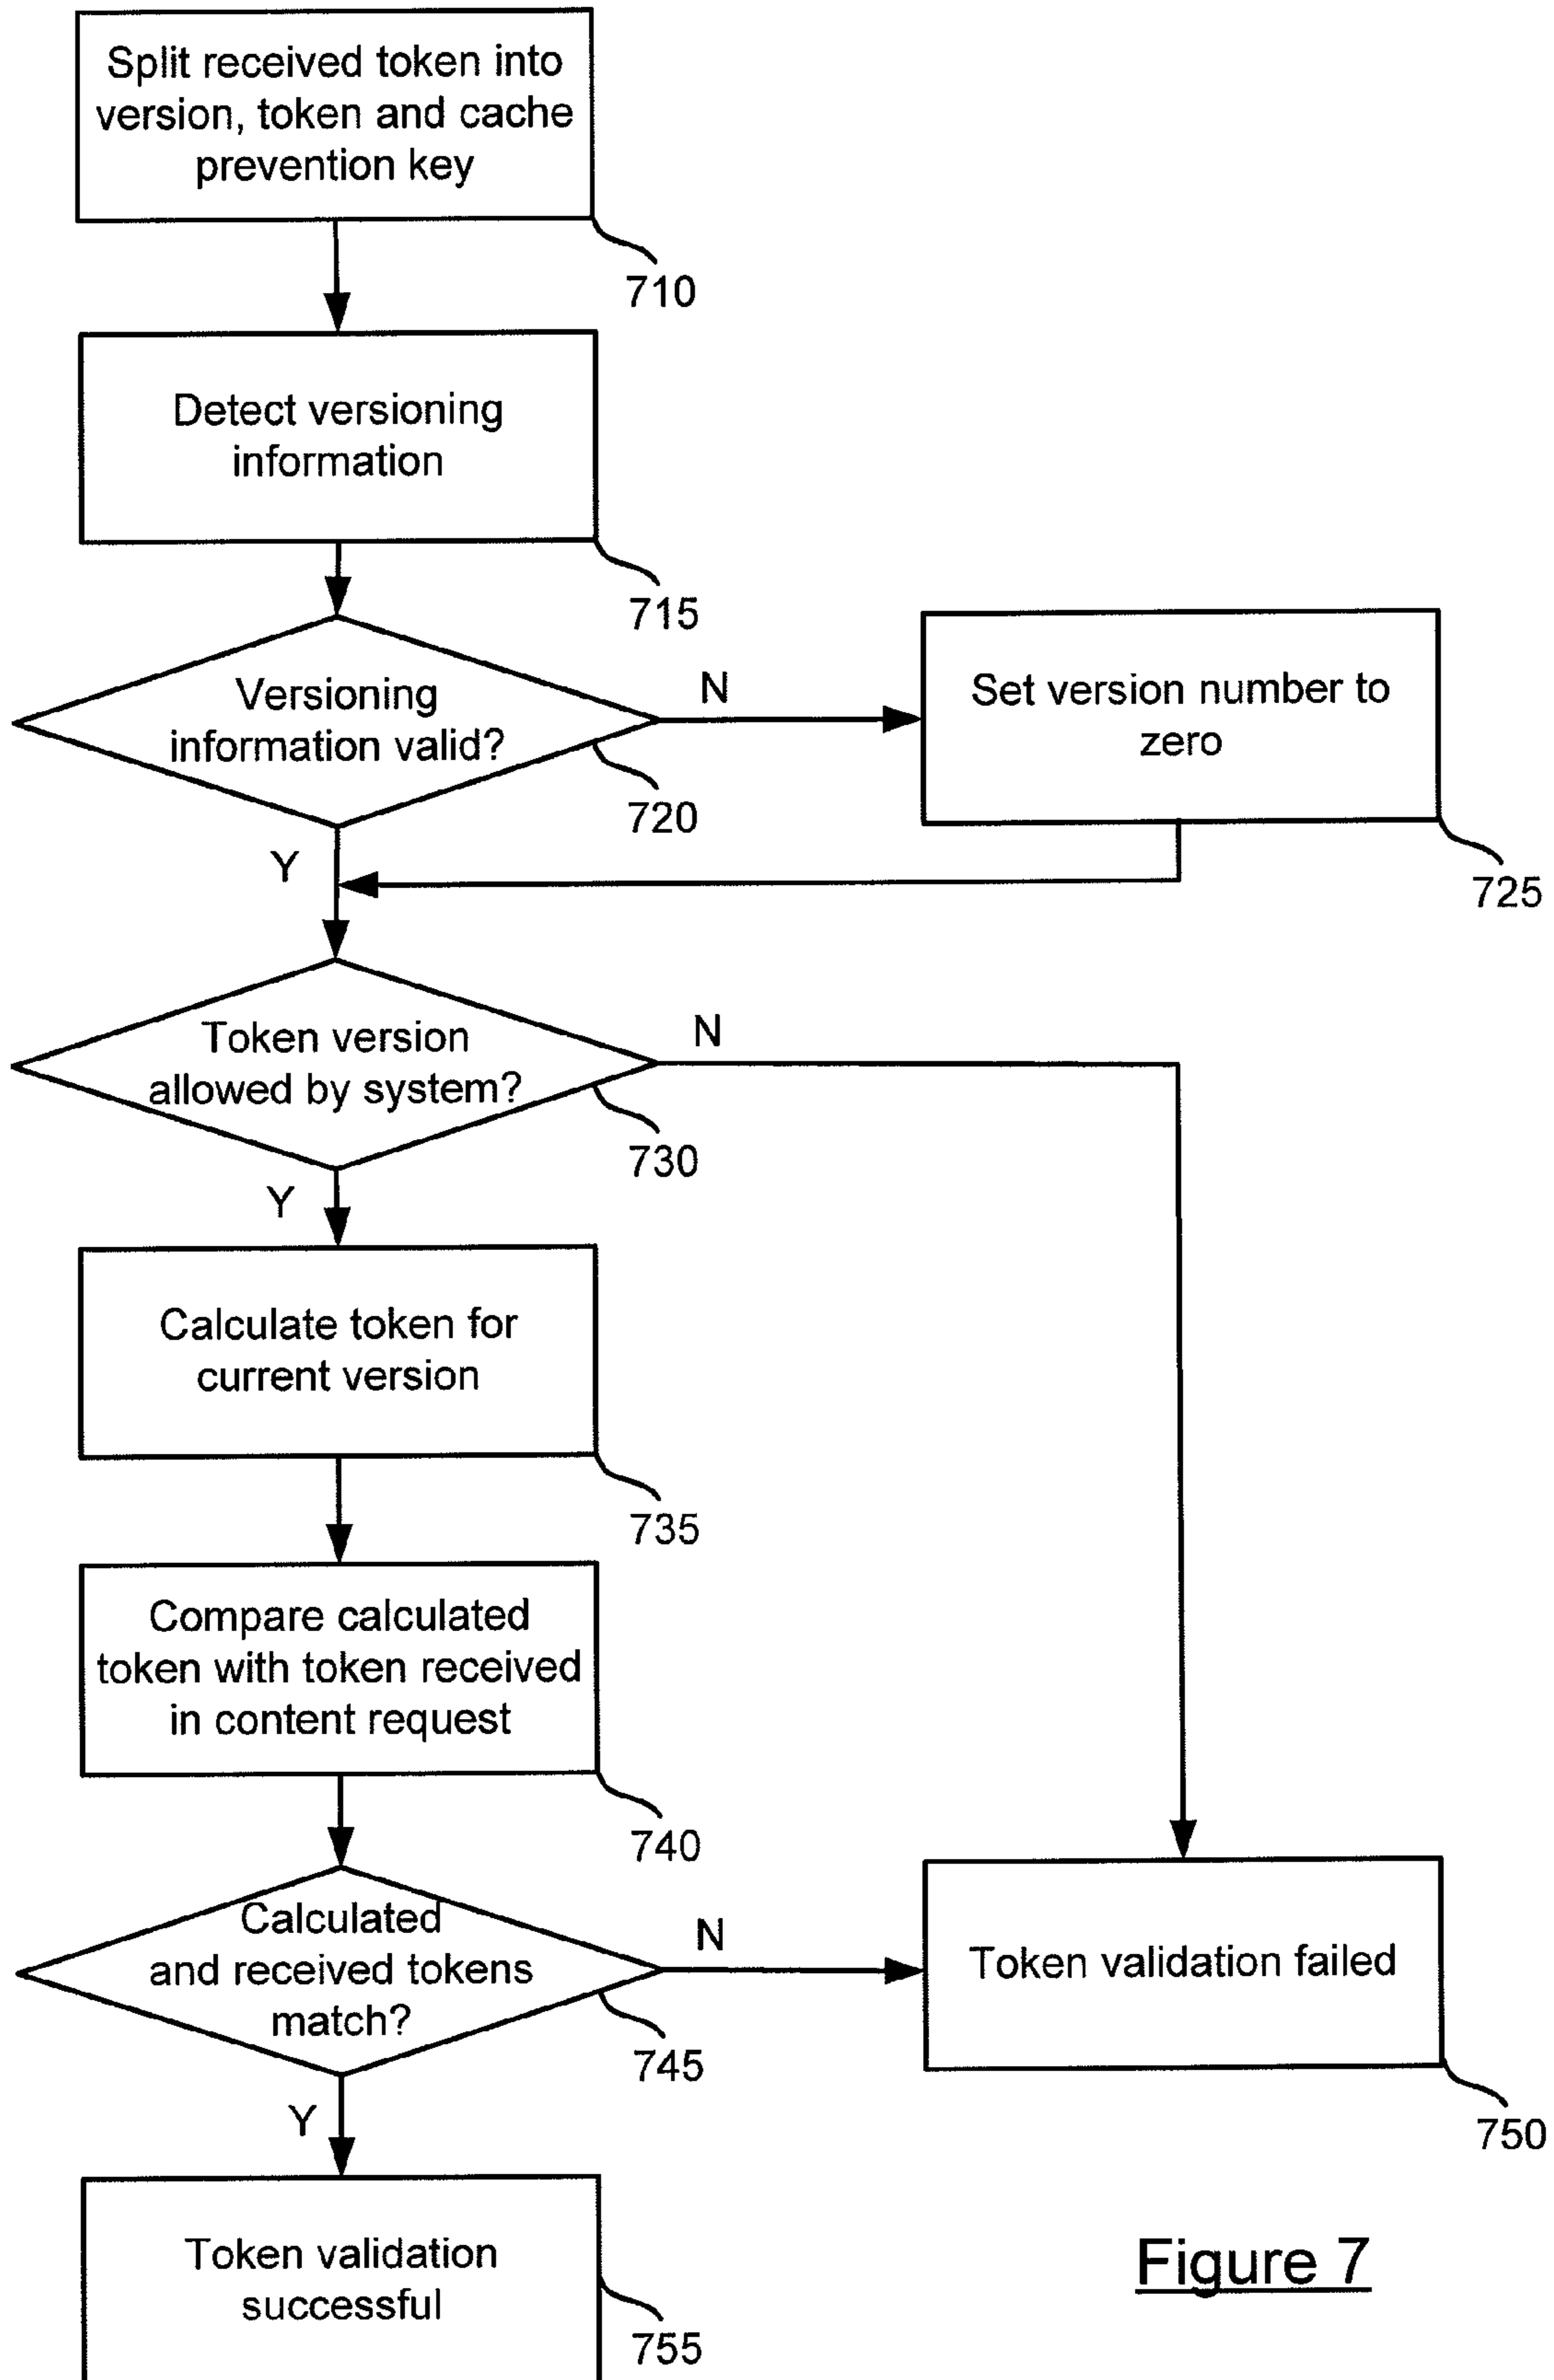 Split received token into
version, token and cache
prevention key
710
Detect versioning
information
715
Versioning
information valid?
720
N
Set version number to
zero
725
Y
Token version
allowed by system?
730
N
Y
Calculate token for
current version
735
Compare calculated
token with token received
in content request
740
Calculated
and received tokens
match?
745
N
Token validation failed
750
Y
Token validation
successful
755
Figure 7